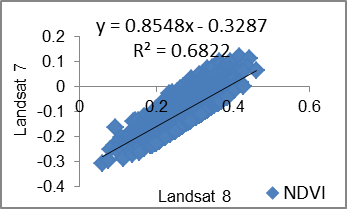 y = 0.8548x - 0.3287
R² = 0.6822
0.2
0.1
0
-0.1
-0.2
-0.3
-0.4
0
0.2
0.4
0.6
Landsat 7
Landsat 8
NDVI